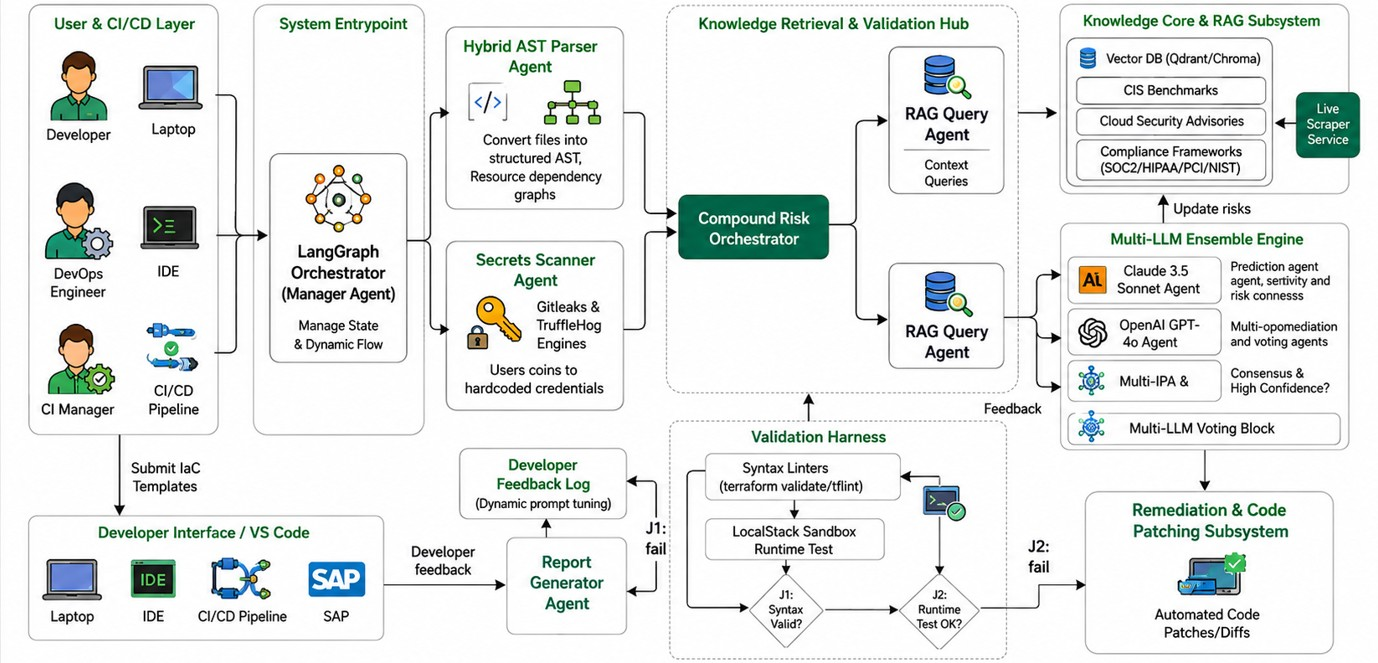 User & CI/CD Layer
Developer
Laptop
DevOps
Engineer
>_
IDE
CI Manager
CI/CD
Pipeline
System Entrypoint
LangGraph
Orchestrator
(Manager Agent)
Manage State
& Dynamic Flow
Hybrid AST Parser
Agent
</>
Convert files into
structured AST,
Resource dependency
graphs
Secrets Scanner
Agent
Gitleaks &
TruffleHog
Engines
Users coins to
hardcoded credentials
Knowledge Retrieval & Validation Hub
Compound Risk
Orchestrator
RAG Query
Agent
Context
Queries
RAG Query
Agent
Knowledge Core & RAG Subsystem
Vector DB (Qdrant/Chroma)
CIS Benchmarks
Cloud Security Advisories
Compliance Frameworks
(SOC2/HIPAA/PCI/NIST)
Live
Scraper
Service
Update risks
Multi-LLM Ensemble Engine
AI
Claude 3.5
Sonnet Agent
Prediction agent
agent, sertivity and
risk connesss
OpenAI GPT-
4o Agent
Multi-opomediation
and voting agents
Multi-IPA &
Consensus &
High Confidence?
Multi-LLM Voting Block
Feedback
Submit IaC
Templates
Developer Interface / VS Code
Laptop
IDE
IDE
CI/CD Pipeline
SAP
SAP
Developer
feedback
Developer
Feedback Log
(Dynamic prompt tuning)
Report
Generator
Agent
J1:
fail
Validation Harness
Syntax Linters
(terraform validate/tflint)
>_
LocalStack Sandbox
Runtime Test
J1:
Syntax
Valid?
J2:
Runtime
Test OK?
J2:
fail
Remediation & Code
Patching Subsystem
Automated Code
Patches/Diffs